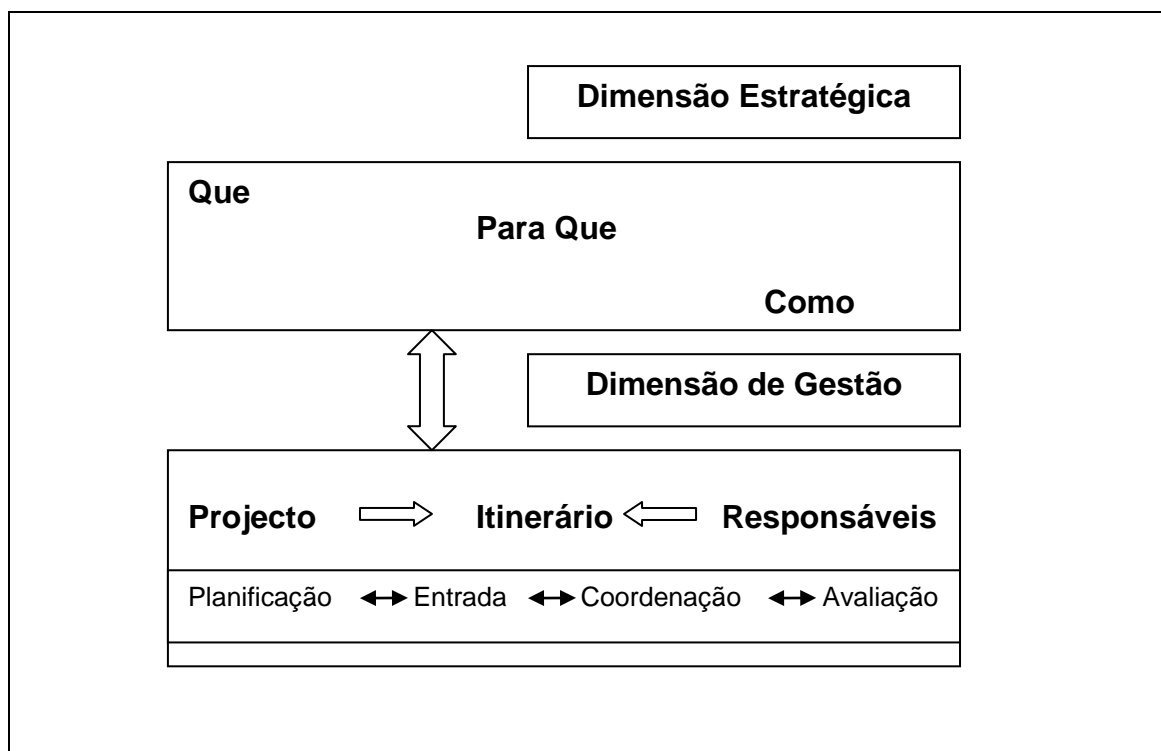 Dimensão Estratégica
Que
Para Que
Como
Dimensão de Gestão
Projecto Itinerário Responsáveis
Planificação Entrada Coordenação Avaliação